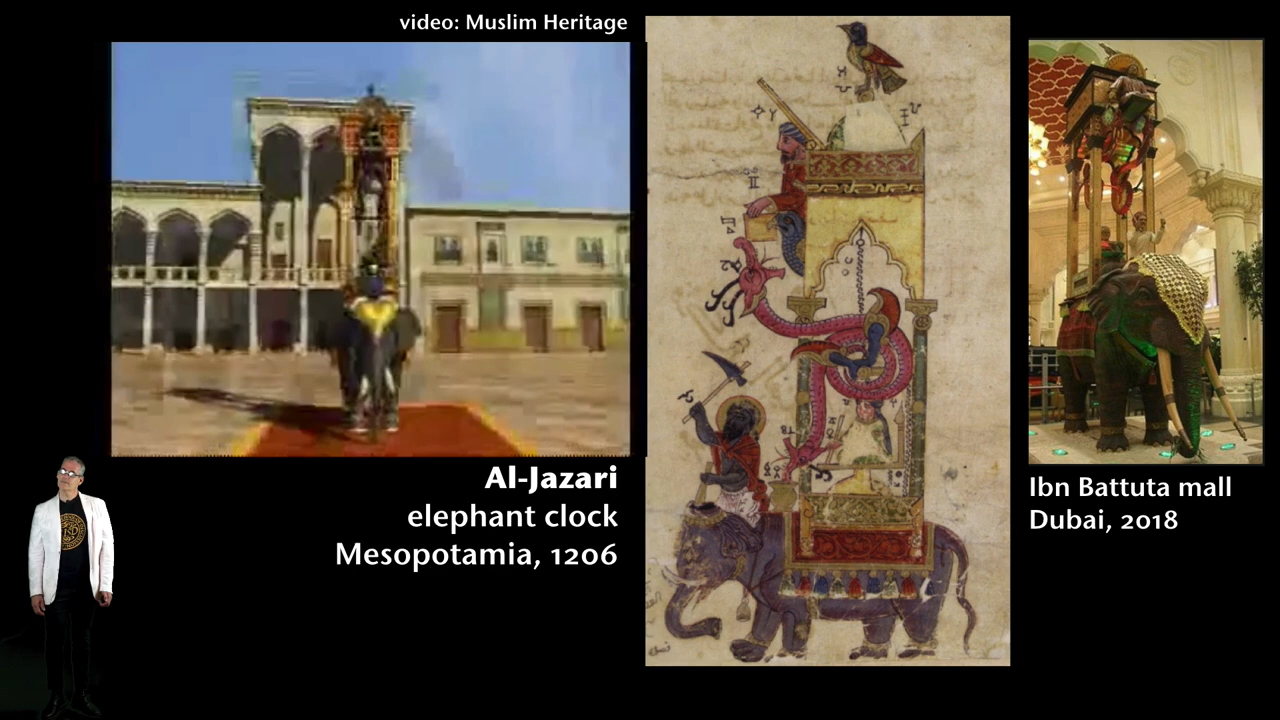 video: Muslim Heritage
Al-Jazari
elephant clock
Mesopotamia, 1206
Ibn Battuta mall
Dubai, 2018